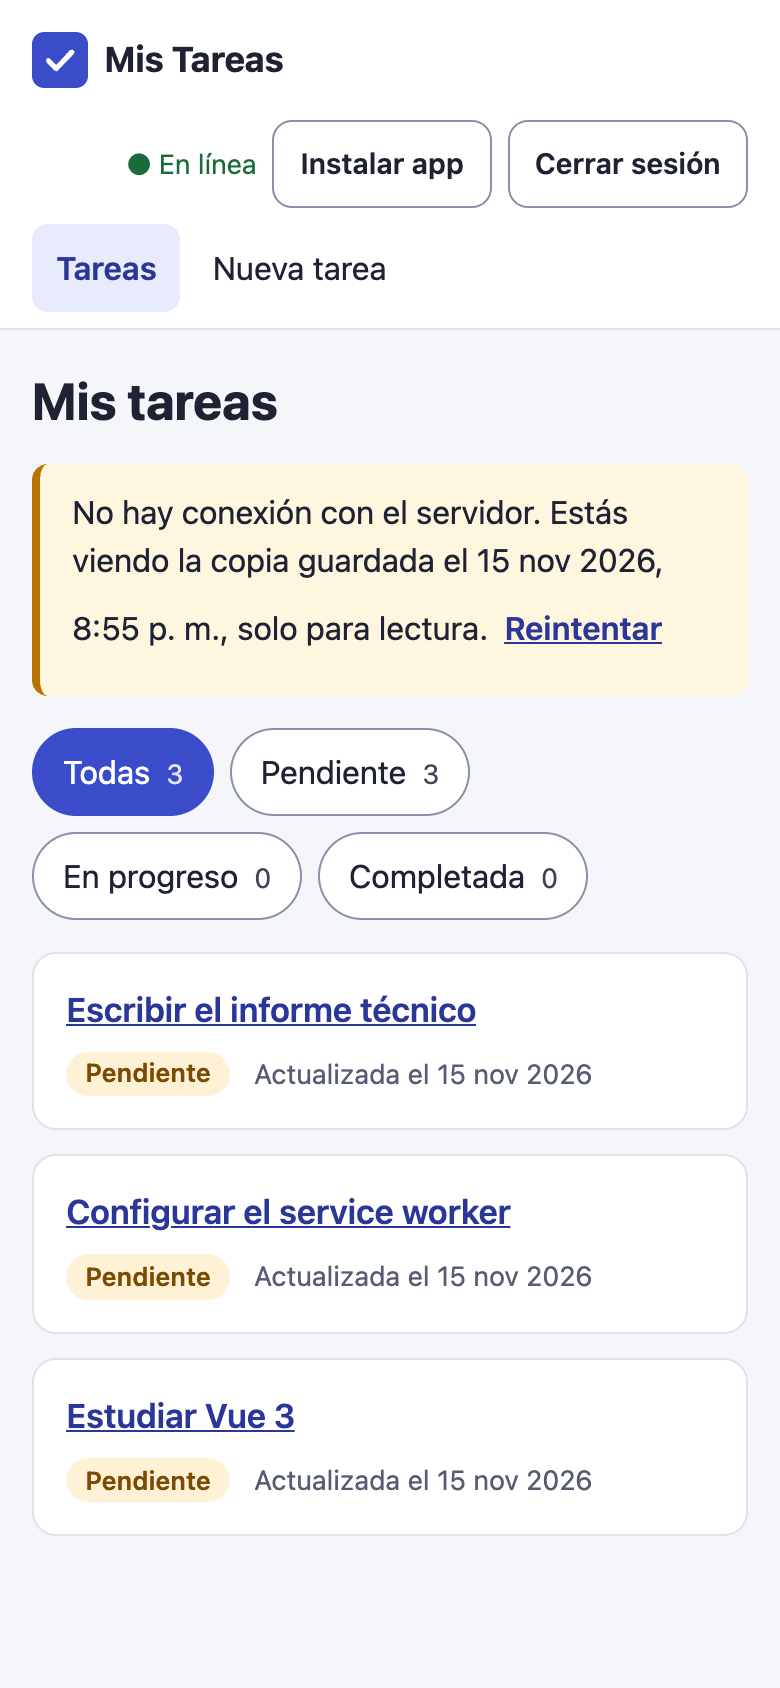 Mis Tareas
En línea
Instalar app
Cerrar sesión
Tareas
Nueva tarea
Mis tareas
No hay conexión con el servidor. Estás
viendo la copia guardada el 15 nov 2026,
8:55 p. m., solo para lectura. Reintentar
Todas 3
Pendiente 3
En progreso 0
Completada 0
Escribir el informe técnico
Pendiente Actualizada el 15 nov 2026
Configurar el service worker
Pendiente Actualizada el 15 nov 2026
Estudiar Vue 3
Pendiente Actualizada el 15 nov 2026